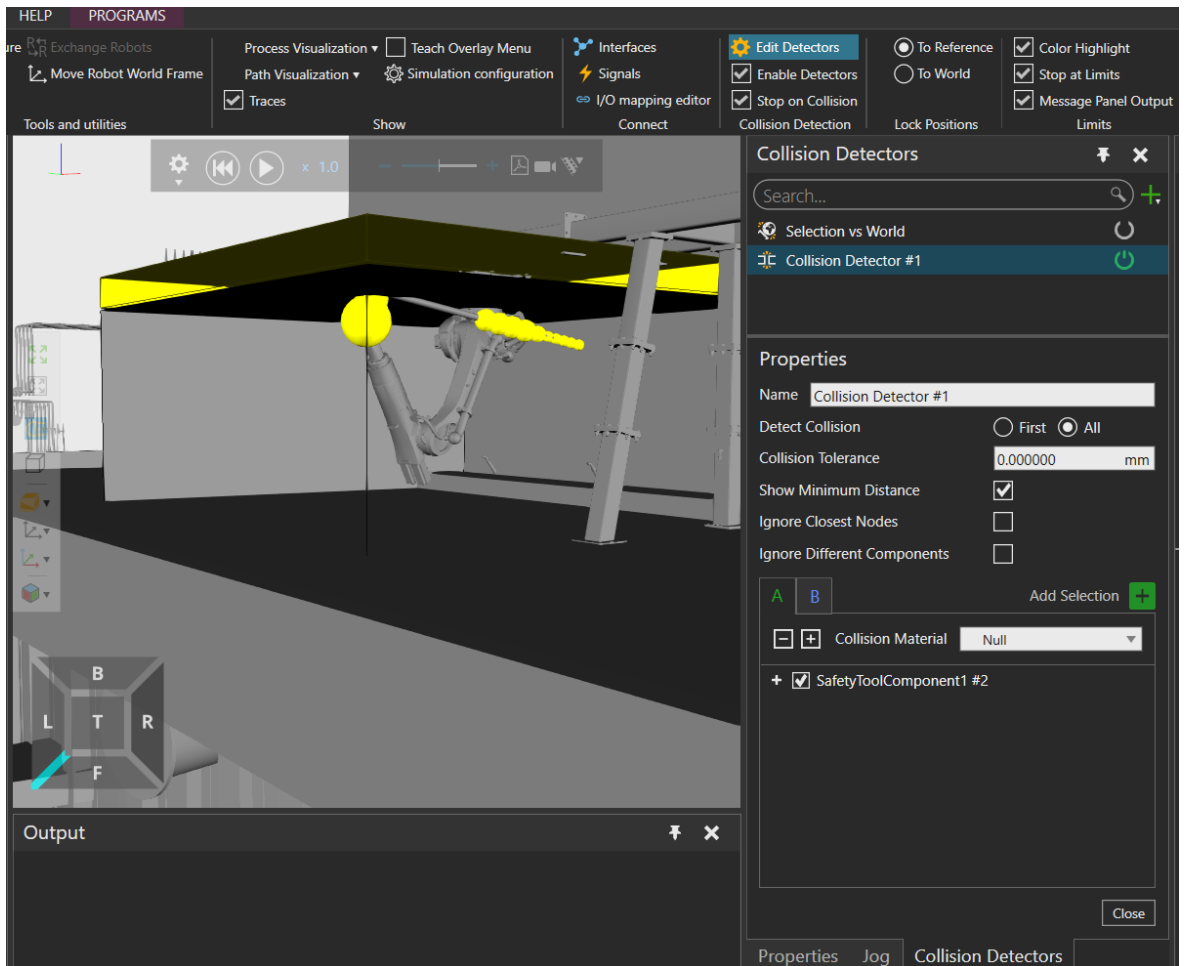 HELP PROGRAMS
ure Exchange Robots
Move Robot World Frame
Tools and utilities
Process Visualization
Teach Overlay Menu
Path Visualization
Simulation configuration
Traces
Show
Interfaces
Signals
I/O mapping editor
Connect
Edit Detectors
Enable Detectors
Stop on Collision
Collision Detection
To Reference
To World
Lock Positions
Color Highlight
Stop at Limits
Message Panel Output
Limits
x 1.0
Collision Detectors
Search...
Selection vs World
Collision Detector #1
Properties
Name Collision Detector #1
Detect Collision First All
Collision Tolerance 0.000000 mm
Show Minimum Distance
Ignore Closest Nodes
Ignore Different Components
A B Add Selection
Collision Material Null
SafetyToolComponent1 #2
Close
Properties Jog Collision Detectors
B
L T R
F
Output